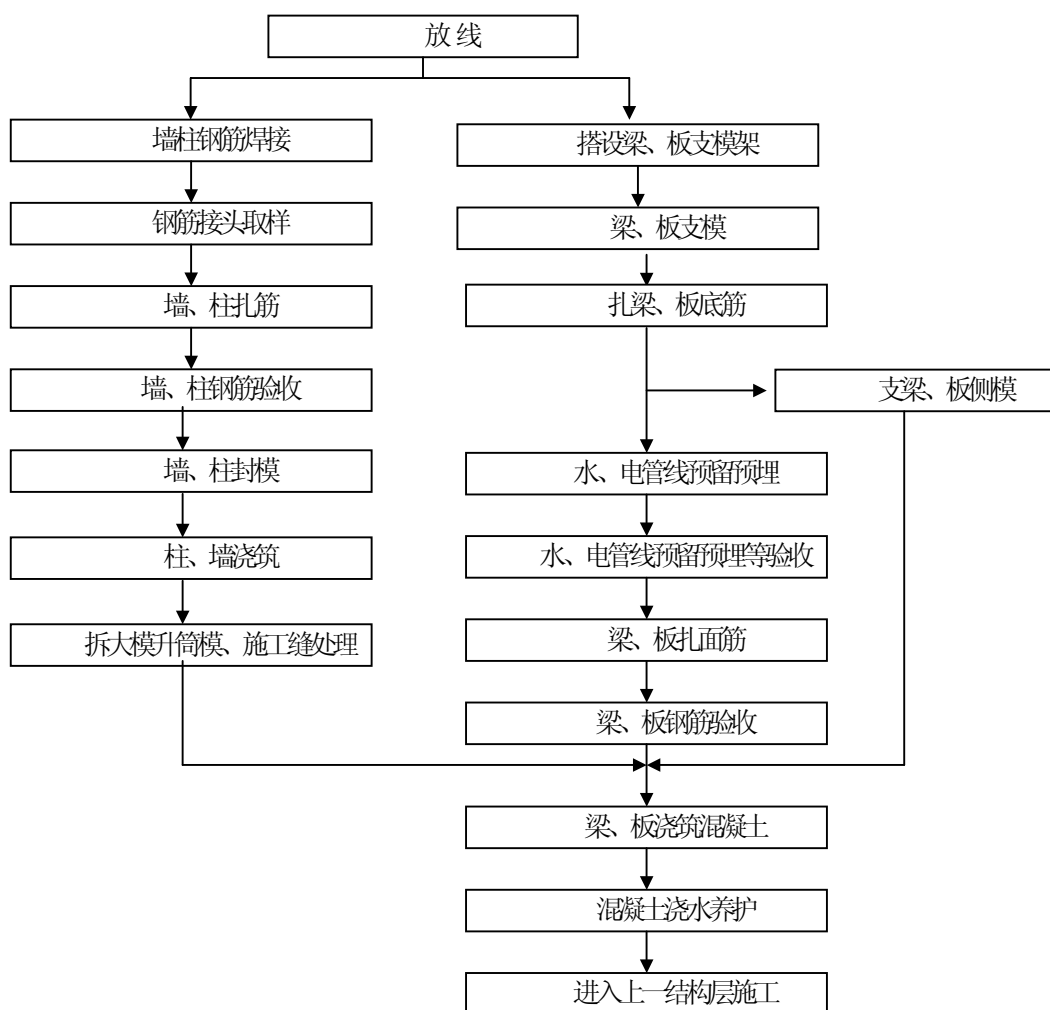 放线
墙柱钢筋焊接
钢筋接头取样
墙、柱扎筋
墙、柱钢筋验收
墙、柱封模
柱、墙浇筑
拆大模升筒模、施工缝处理
搭设梁、板支模架
梁、板支模
扎梁、板底筋
支梁、板侧模
水、电管线预留预埋
水、电管线预留预埋等验收
梁、板扎面筋
梁、板钢筋验收
梁、板浇筑混凝土
混凝土浇水养护
进入上一结构层施工